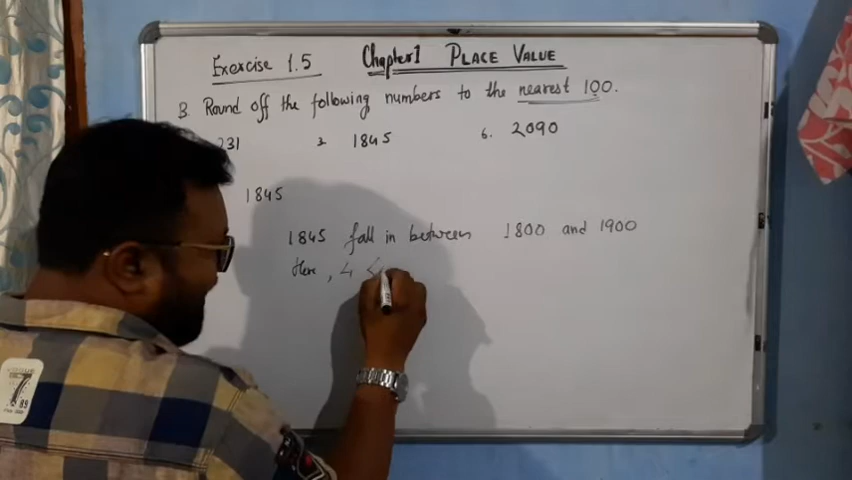 Exercise 1.5 Chapter 1 PLACE VALUE
B. Round off the following numbers to the nearest 100.
231 3. 1845 6. 2090
1845
1845 fall in between 1800 and 1900
Here, 4 <
7